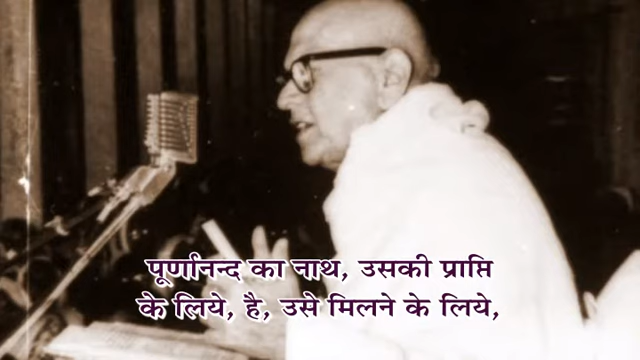 पूर्णानन्द का नाथ, उसकी प्राप्ति
के लिये, है, उसे मिलने के लिये,